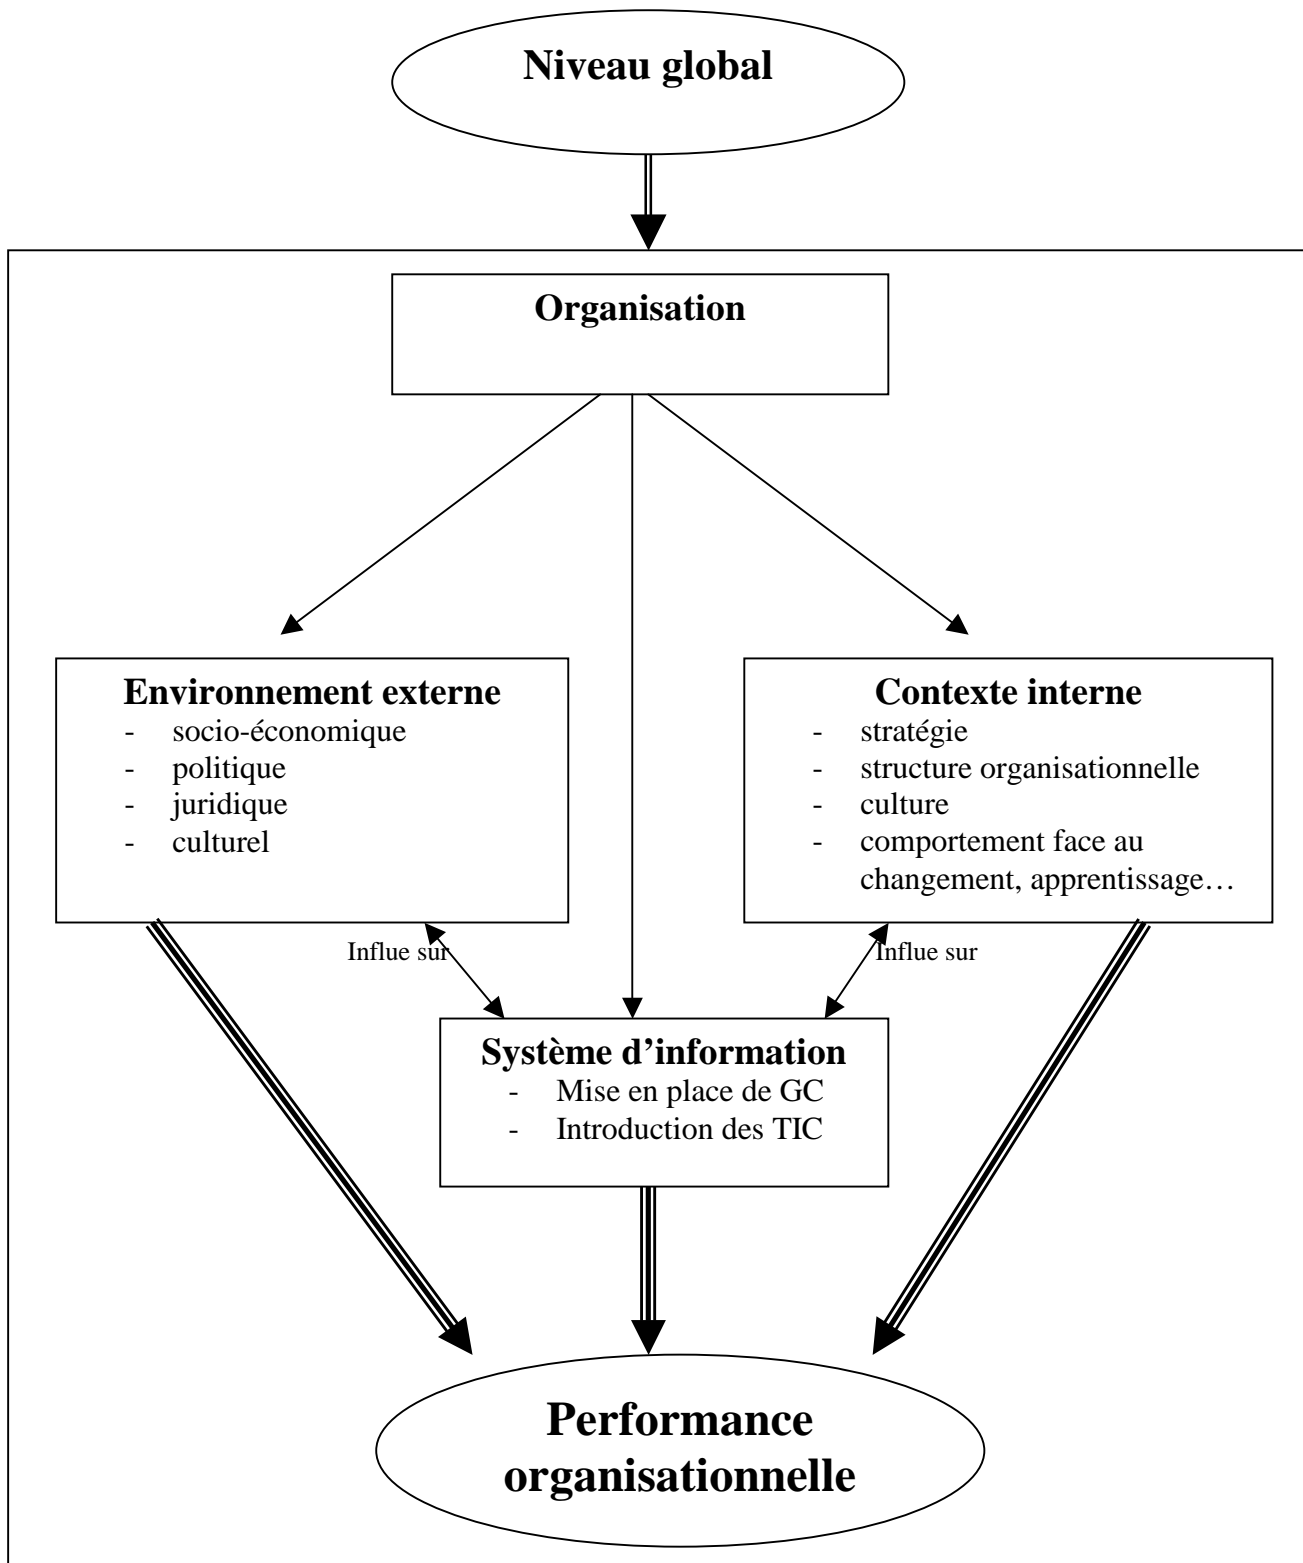 Niveau global
Organisation
Environnement externe
- socio-économique
- politique
- juridique
- culturel
Contexte interne
- stratégie
- structure organisationnelle
- culture
- comportement face au
changement, apprentissage…
Influe sur
Influe sur
Système d’information
- Mise en place de GC
- Introduction des TIC
Performance
organisationnelle